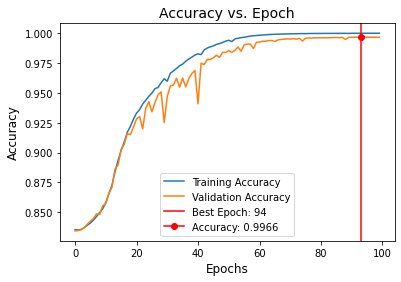 Accuracy vs. Epoch
1.000
0.975
0.950
0.925
0.900
0.875
0.850
Accuracy
Training Accuracy
Validation Accuracy
Best Epoch: 94
Accuracy: 0.9966
0 20 40 60 80 100
Epochs